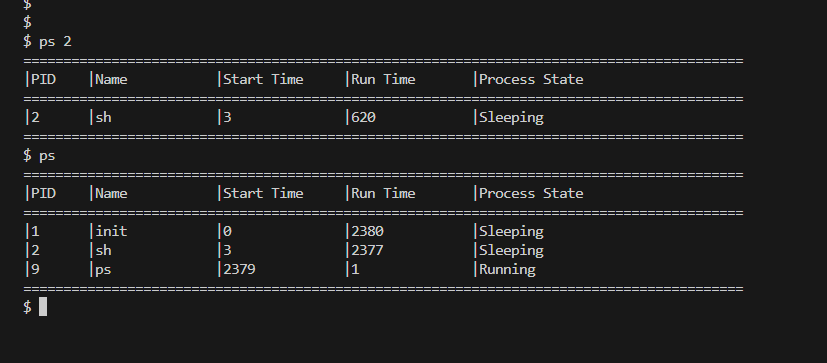 $
$
$ ps 2
==========================================================================================
|PID    |Name           |Start Time     |Run Time       |Process State
==========================================================================================
|2      |sh             |3              |620            |Sleeping
==========================================================================================
$ ps
==========================================================================================
|PID    |Name           |Start Time     |Run Time       |Process State
==========================================================================================
|1      |init           |0              |2380           |Sleeping
|2      |sh             |3              |2377           |Sleeping
|9      |ps             |2379           |1              |Running
==========================================================================================
$